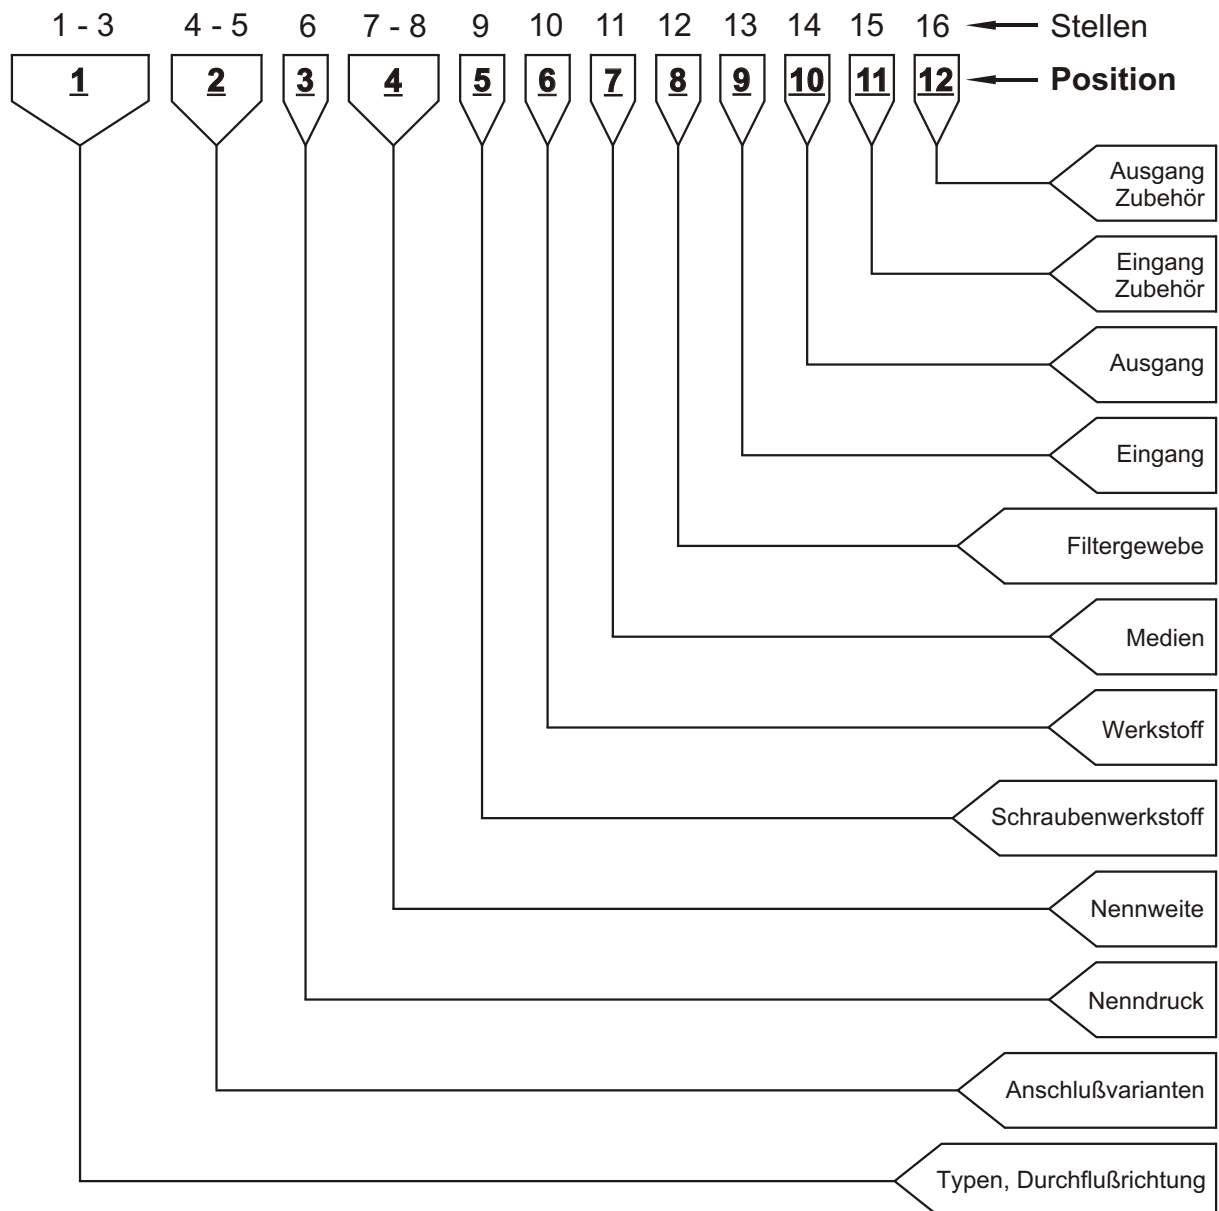 1 - 3 4 - 5 6 7 - 8 9 10 11 12 13 14 15 16 Stellen
1 2 3 4 5 6 7 8 9 10 11 12 Position
Ausgang
Zubehör
Eingang
Zubehör
Ausgang
Eingang
Filtergewebe
Medien
Werkstoff
Schraubenwerkstoff
Nennweite
Nenndruck
Anschlußvarianten
Typen, Durchflußrichtung